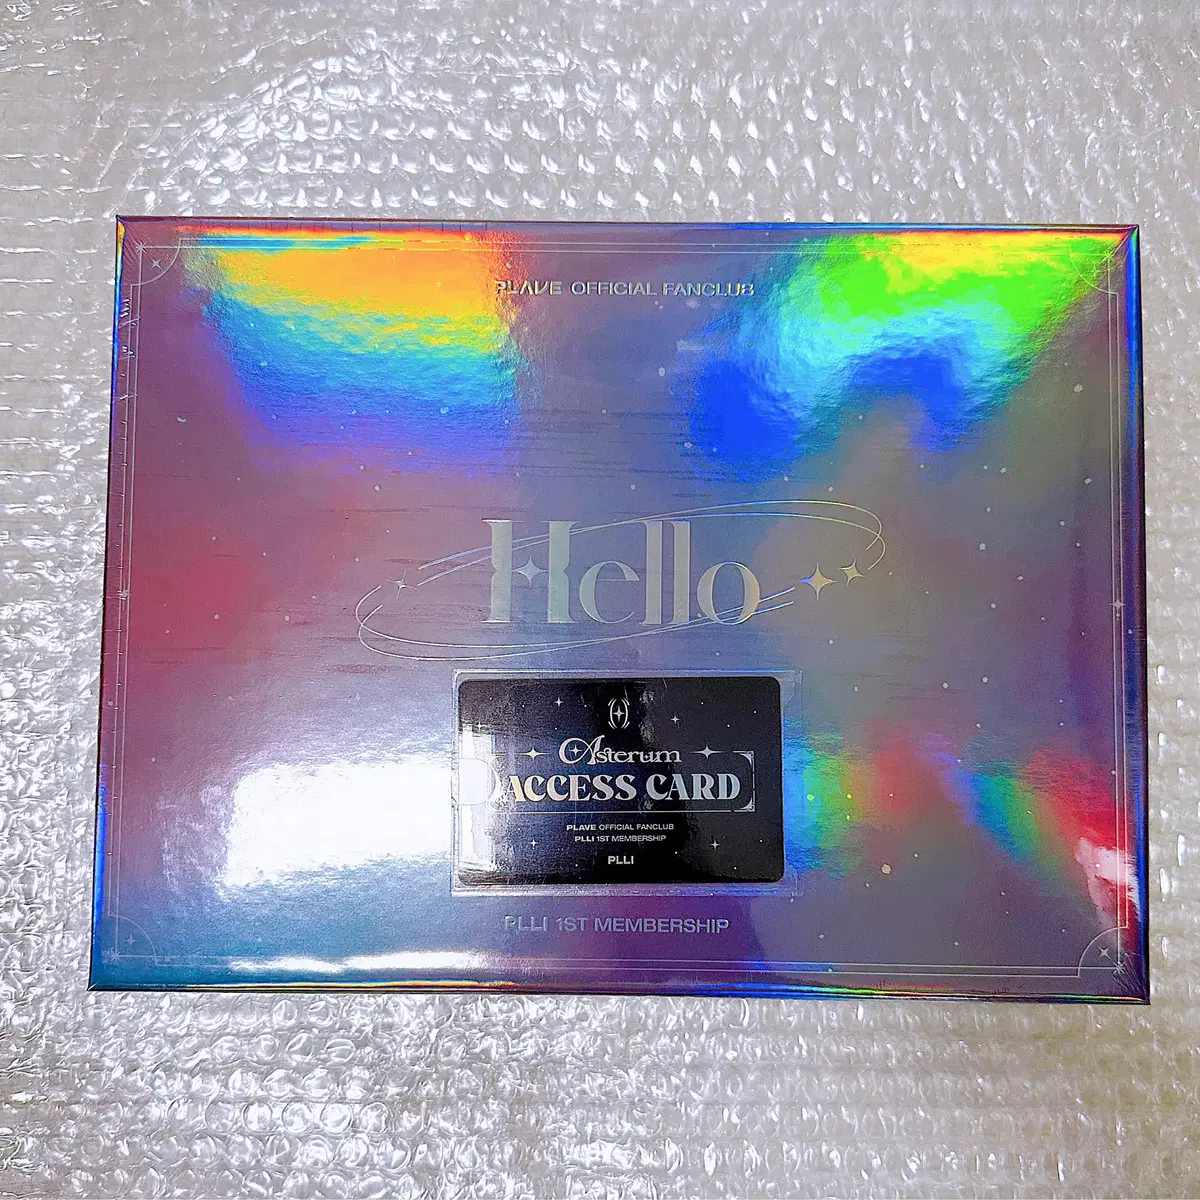 PLAVE OFFICIAL FANCLUB
Hello
Asterum
ACCESS CARD
PLAVE OFFICIAL FANCLUB
PLLI 1ST MEMBERSHIP
PLLI
PLLI 1ST MEMBERSHIP